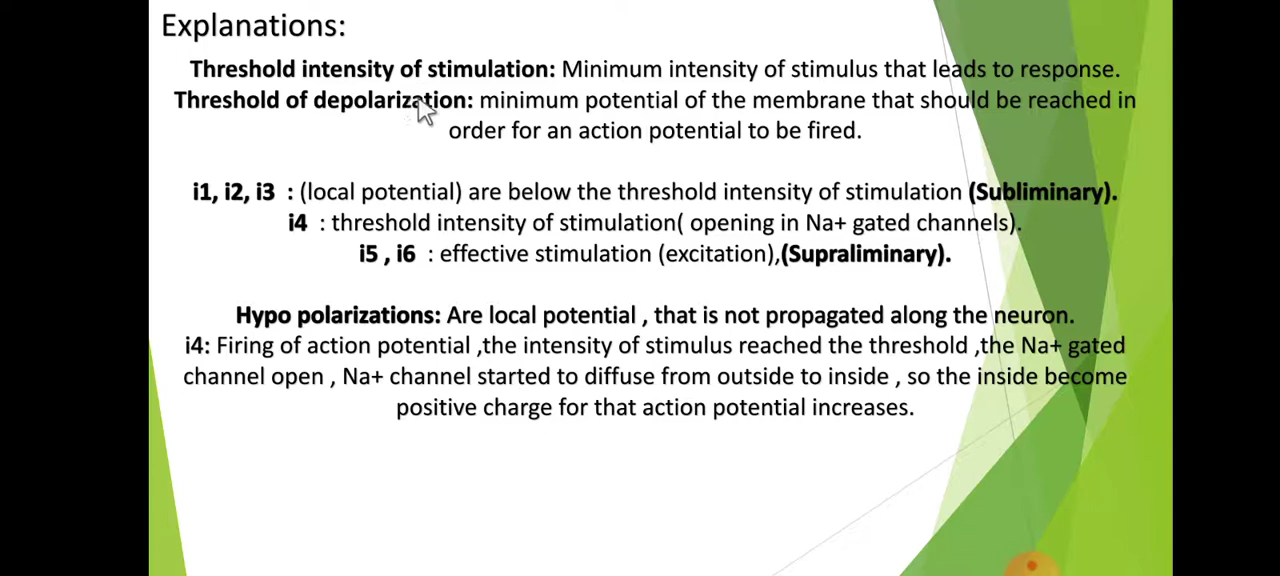 Explanations:
Threshold intensity of stimulation: Minimum intensity of stimulus that leads to response.
Threshold of depolarization: minimum potential of the membrane that should be reached in
order for an action potential to be fired.
i1, i2, i3 : (local potential) are below the threshold intensity of stimulation (Subliminary).
i4 : threshold intensity of stimulation( opening in Na+ gated channels).
i5 , i6 : effective stimulation (excitation),(Supraliminary).
Hypo polarizations: Are local potential , that is not propagated along the neuron.
i4: Firing of action potential ,the intensity of stimulus reached the threshold ,the Na+ gated
channel open , Na+ channel started to diffuse from outside to inside , so the inside become
positive charge for that action potential increases.